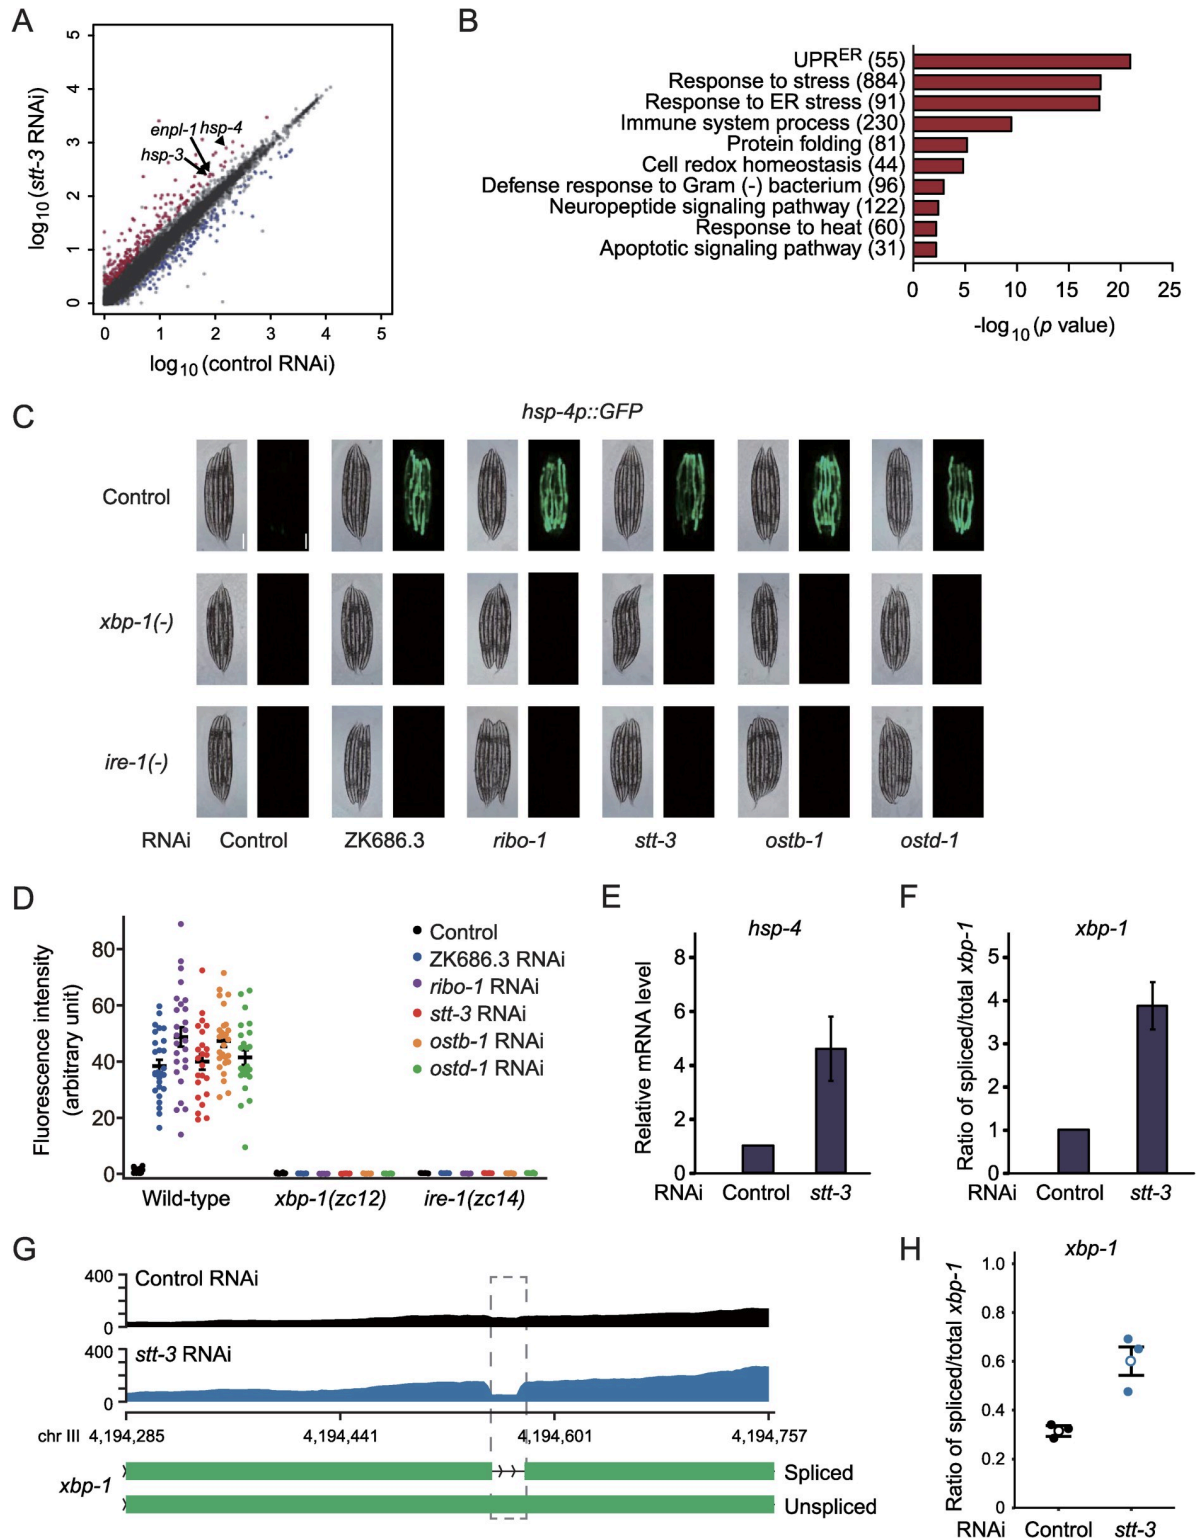 A
5
4
3
2
1
0
log10(stt-3 RNAi)
enpl-1
hsp-4
hsp-3
0 1 2 3 4 5
log10(control RNAi)
B
UPRER (55)
Response to stress (884)
Response to ER stress (91)
Immune system process (230)
Protein folding (81)
Cell redox homeostasis (44)
Defense response to Gram (-) bacterium (96)
Neuropeptide signaling pathway (122)
Response to heat (60)
Apoptotic signaling pathway (31)
0 5 10 15 20 25
-log10(p value)
C
hsp-4p::GFP
Control
xbp-1(-)
ire-1(-)
RNAi Control ZK686.3 ribo-1 stt-3 ostb-1 ostd-1
D
Fluorescence intensity
(arbitrary unit)
80
60
40
20
0
Control
ZK686.3 RNAi
ribo-1 RNAi
stt-3 RNAi
ostb-1 RNAi
ostd-1 RNAi
Wild-type xbp-1(zc12) ire-1(zc14)
E
hsp-4
Relative mRNA level
8
6
4
2
0
RNAi Control stt-3
F
xbp-1
Ratio of spliced/total xbp-1
5
4
3
2
1
0
RNAi Control stt-3
G
400
0
Control RNAi
400
0
stt-3 RNAi
chr III 4,194,285 4,194,441 4,194,601 4,194,757
xbp-1
Spliced
Unspliced
H
xbp-1
Ratio of spliced/total xbp-1
1.0
0.8
0.6
0.4
0.2
0
RNAi Control stt-3